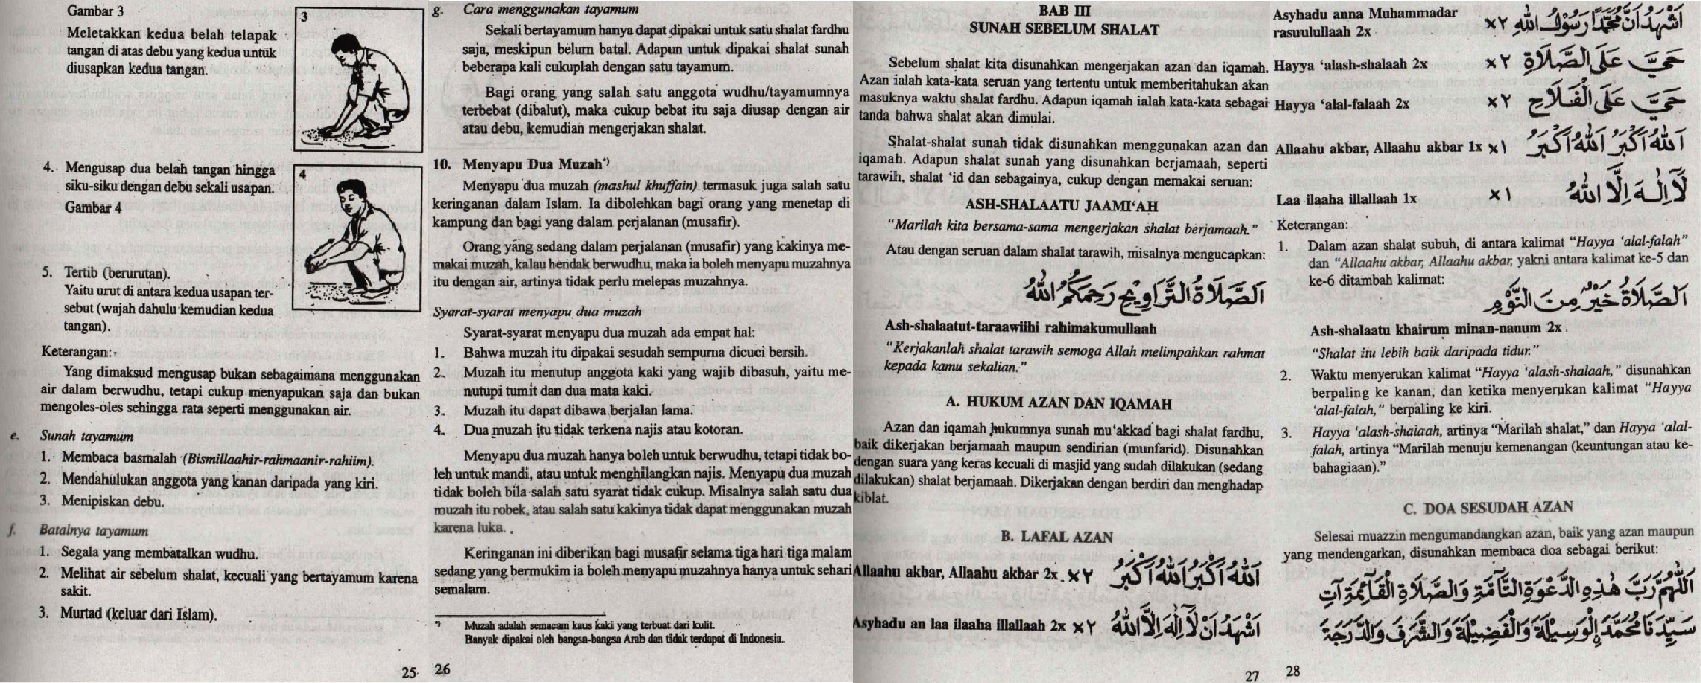 Gambar 3
Meletakkan kedua belah telapak
tangan di atas debu yang kedua untuk
diusapkan kedua tangan.
3
4. Mengusap dua belah tangan hingga
siku-siku dengan debu sekali usapan.
Gambar 4
4
5. Tertib (berurutan).
Yaitu urut di antara kedua usapan ter-
sebut (wajah dahulu kemudian kedua
tangan).
Keterangan:
Yang dimaksud mengusap bukan sebagaimana menggunakan
air dalam berwudhu, tetapi cukup menyapukan saja dan bukan
mengoles-oles sehingga rata seperti menggunakan air.
e. Sunah tayamum
1. Membaca basmalah (Bismillaahir-rahmaanir-rahiim).
2. Mendahulukan anggota yang kanan daripada yang kiri.
3. Menipiskan debu.
f. Batalnya tayamum
1. Segala yang membatalkan wudhu.
2. Melihat air sebelum shalat, kecuali yang bertayamum karena
sakit.
3. Murtad (keluar dari Islam).
25
g. Cara menggunakan tayamum
Sekali bertayamum hanya dapat dipakai untuk satu shalat fardhu
saja, meskipun belum batal. Adapun untuk dipakai shalat sunah
beberapa kali cukuplah dengan satu tayamum.
Bagi orang yang salah satu anggota wudhu/tayamumnya
terbebat (dibalut), maka cukup bebat itu saja diusap dengan air
atau debu, kemudian mengerjakan shalat.
10. Menyapu Dua Muzah*)
Menyapu dua muzah (mashul khuffain) termasuk juga salah satu
keringanan dalam Islam. Ia dibolehkan bagi orang yang menetap di
kampung dan bagi yang dalam perjalanan (musafir).
Orang yang sedang dalam perjalanan (musafir) yang kakinya me-
makai muzah, kalau hendak berwudhu, maka ia boleh menyapu muzahnya
itu dengan air, artinya tidak perlu melepas muzahnya.
Syarat-syarat menyapu dua muzah
Syarat-syarat menyapu dua muzah ada empat hal:
1. Bahwa muzah itu dipakai sesudah sempurna dicuci bersih.
2. Muzah itu menutup anggota kaki yang wajib dibasuh, yaitu me-
nutupi tumit dan dua mata kaki.
3. Muzah itu dapat dibawa berjalan lama.
4. Dua muzah itu tidak terkena najis atau kotoran.
Menyapu dua muzah hanya boleh untuk berwudhu, tetapi tidak bo-
leh untuk mandi, atau untuk menghilangkan najis. Menyapu dua muzah
tidak boleh bila salah satu syarat tidak cukup. Misalnya salah satu dua
muzah itu robek, atau salah satu kakinya tidak dapat menggunakan muzah
karena luka.
Keringanan ini diberikan bagi musafir selama tiga hari tiga malam
sedang yang bermukim ia boleh menyapu muzahnya hanya untuk sehari
semalam.
*) Muzah adalah semacam kaus kaki yang terbuat dari kulit.
Banyak dipakai oleh bangsa-bangsa Arab dan tidak terdapat di Indonesia.
26
BAB III
SUNAH SEBELUM SHALAT
Sebelum shalat kita disunahkan mengerjakan azan dan iqamah.
Azan ialah kata-kata seruan yang tertentu untuk memberitahukan akan
masuknya waktu shalat fardhu. Adapun iqamah ialah kata-kata sebagai
tanda bahwa shalat akan dimulai.
Shalat-shalat sunah tidak disunahkan menggunakan azan dan
iqamah. Adapun shalat sunah yang disunahkan berjamaah, seperti
tarawih, shalat ‘id dan sebagainya, cukup dengan memakai seruan:
ASH-SHALAATU JAAMI‘AH
"Marilah kita bersama-sama mengerjakan shalat berjamaah."
Atau dengan seruan dalam shalat tarawih, misalnya mengucapkan:
اَلصَّلَاةَ التَّرَاوِيْحِ رَحِمَكُمُ اللهُ
Ash-shalaatut-taraawiihi rahimakumullaah
"Kerjakanlah shalat tarawih semoga Allah melimpahkan rahmat
kepada kamu sekalian."
A. HUKUM AZAN DAN IQAMAH
Azan dan iqamah hukumnya sunah mu‘akkad bagi shalat fardhu,
baik dikerjakan berjamaah maupun sendirian (munfarid). Disunahkan
dengan suara yang keras kecuali di masjid yang sudah dilakukan (sedang
dilakukan) shalat berjamaah. Dikerjakan dengan berdiri dan menghadap
kiblat.
B. LAFAL AZAN
Allaahu akbar, Allaahu akbar 2x ×٢ اَللهُ اَكْبَرُ اَللهُ اَكْبَرُ
Asyhadu an laa ilaaha illallaah 2x ×٢ اَشْهَدُ اَنْ لَآ اِلٰهَ اِلَّا اللهُ
27
Asyhadu anna Muhammadar
rasuulullaah 2x ×٢ اَشْهَدُ اَنَّ مُحَمَّدًا رَسُوْلُ اللهِ
Hayya ‘alash-shalaah 2x ×٢ حَيَّ عَلَى الصَّلَاةِ
Hayya ‘alal-falaah 2x ×٢ حَيَّ عَلَى الْفَلَاحِ
Allaahu akbar, Allaahu akbar 1x ×١ اَللهُ اَكْبَرُ اَللهُ اَكْبَرُ
Laa ilaaha illallaah 1x ×١ لَآ اِلٰهَ اِلَّا اللهُ
Keterangan:
1. Dalam azan shalat subuh, di antara kalimat "Hayya ‘alal-falah"
dan "Allaahu akbar, Allaahu akbar, yakni antara kalimat ke-5 dan
ke-6 ditambah kalimat:
اَلصَّلَاةُ خَيْرٌ مِنَ النَّوْمِ
Ash-shalaatu khairum minan-nanum 2x.
"Shalat itu lebih baik daripada tidur."
2. Waktu menyerukan kalimat "Hayya ‘alash-shalaah," disunahkan
berpaling ke kanan, dan ketika menyerukan kalimat "Hayya
‘alal-falah," berpaling ke kiri.
3. Hayya ‘alash-shalaah, artinya "Marilah shalat," dan Hayya ‘alal-
falah, artinya "Marilah menuju kemenangan (keuntungan atau ke-
bahagiaan)."
C. DOA SESUDAH AZAN
Selesai muazzin mengumandangkan azan, baik yang azan maupun
yang mendengarkan, disunahkan membaca doa sebagai berikut:
اَللّٰهُمَّ رَبَّ هٰذِهِ الدَّعْوَةِ التَّامَّةِ وَالصَّلَاةِ الْقَآئِمَةِ آتِ
سَيِّدَنَا مُحَمَّدَ اِلْوَسِيْلَةَ وَالْفَضِيْلَةَ وَالشَّرَفَ وَالدَّرَجَةَ
28